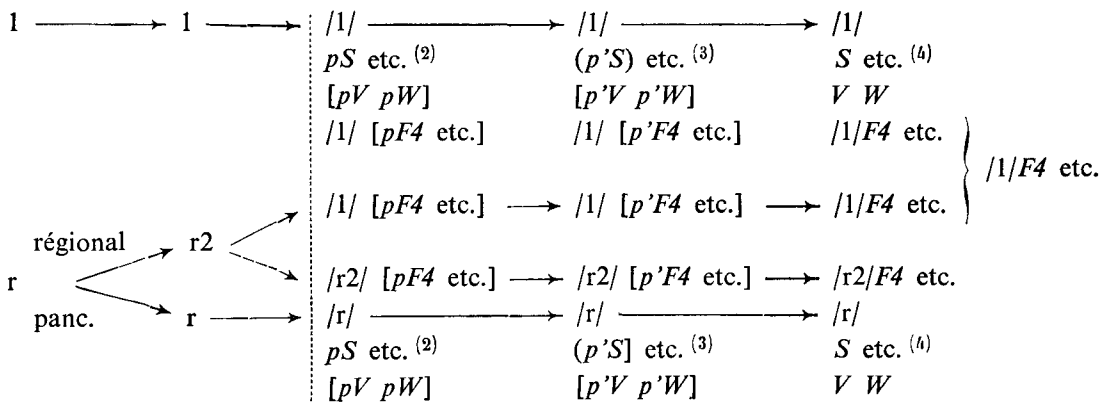 1 ⟶ 1 ⟶ /1/ ⟶ /1/ ⟶ /1/
pS etc. (2) (p'S) etc. (3) S etc. (4)
[pV pW] [p'V p'W] V W
/1/ [pF4 etc.] /1/ [p'F4 etc.] /1/F4 etc.
/1/F4 etc.
/1/ [pF4 etc.] ⟶ /1/ [p'F4 etc.] ⟶ /1/F4 etc.
régional r2
r /r2/ [pF4 etc.] ⟶ /r2/ [p'F4 etc.] ⟶ /r2/F4 etc.
panc. r ⟶ /r/ ⟶ /r/ ⟶ /r/
pS etc. (2) (p'S] etc. (3) S etc. (4)
[pV pW] [p'V p'W] V W